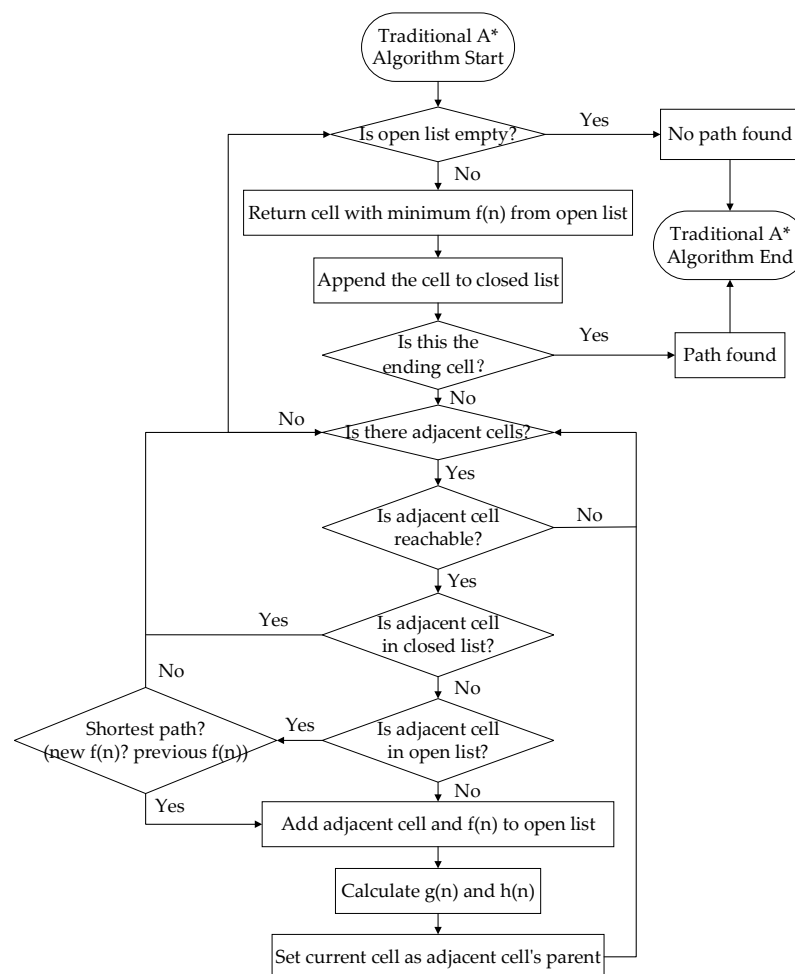 Traditional A*
Algorithm Start
Is open list empty?
Yes
No path found
No
Return cell with minimum f(n) from open list
Traditional A*
Algorithm End
Append the cell to closed list
Is this the
ending cell?
Yes
Path found
No
No
Is there adjacent cells?
Yes
Is adjacent cell
reachable?
No
Yes
Yes
Is adjacent cell
in closed list?
No
No
Shortest path?
(new f(n)? previous f(n))
Yes
Is adjacent cell
in open list?
Yes
No
Add adjacent cell and f(n) to open list
Calculate g(n) and h(n)
Set current cell as adjacent cell's parent